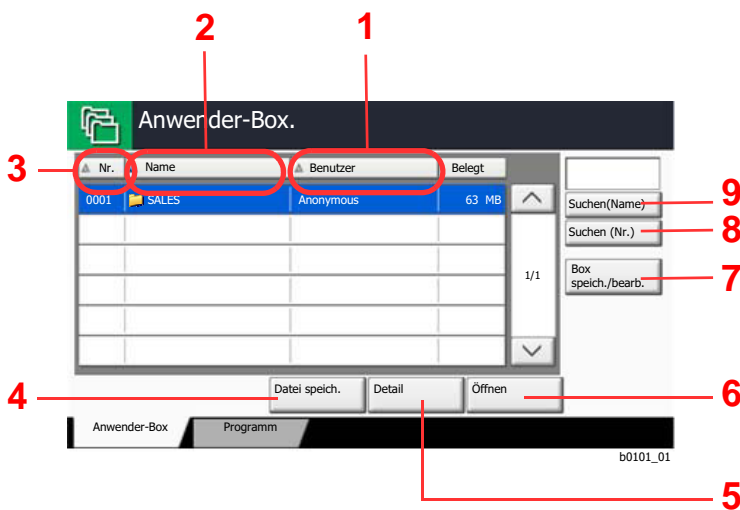 2
1
Anwender-Box.
3
Nr.
Name
Benutzer
Belegt
0001
SALES
Anonymous
63 MB
Suchen(Name)
9
Suchen (Nr.)
8
1/1
Box
speich./bearb.
7
4
Datei speich.
Detail
Öffnen
6
Anwender-Box
Programm
b0101_01
5